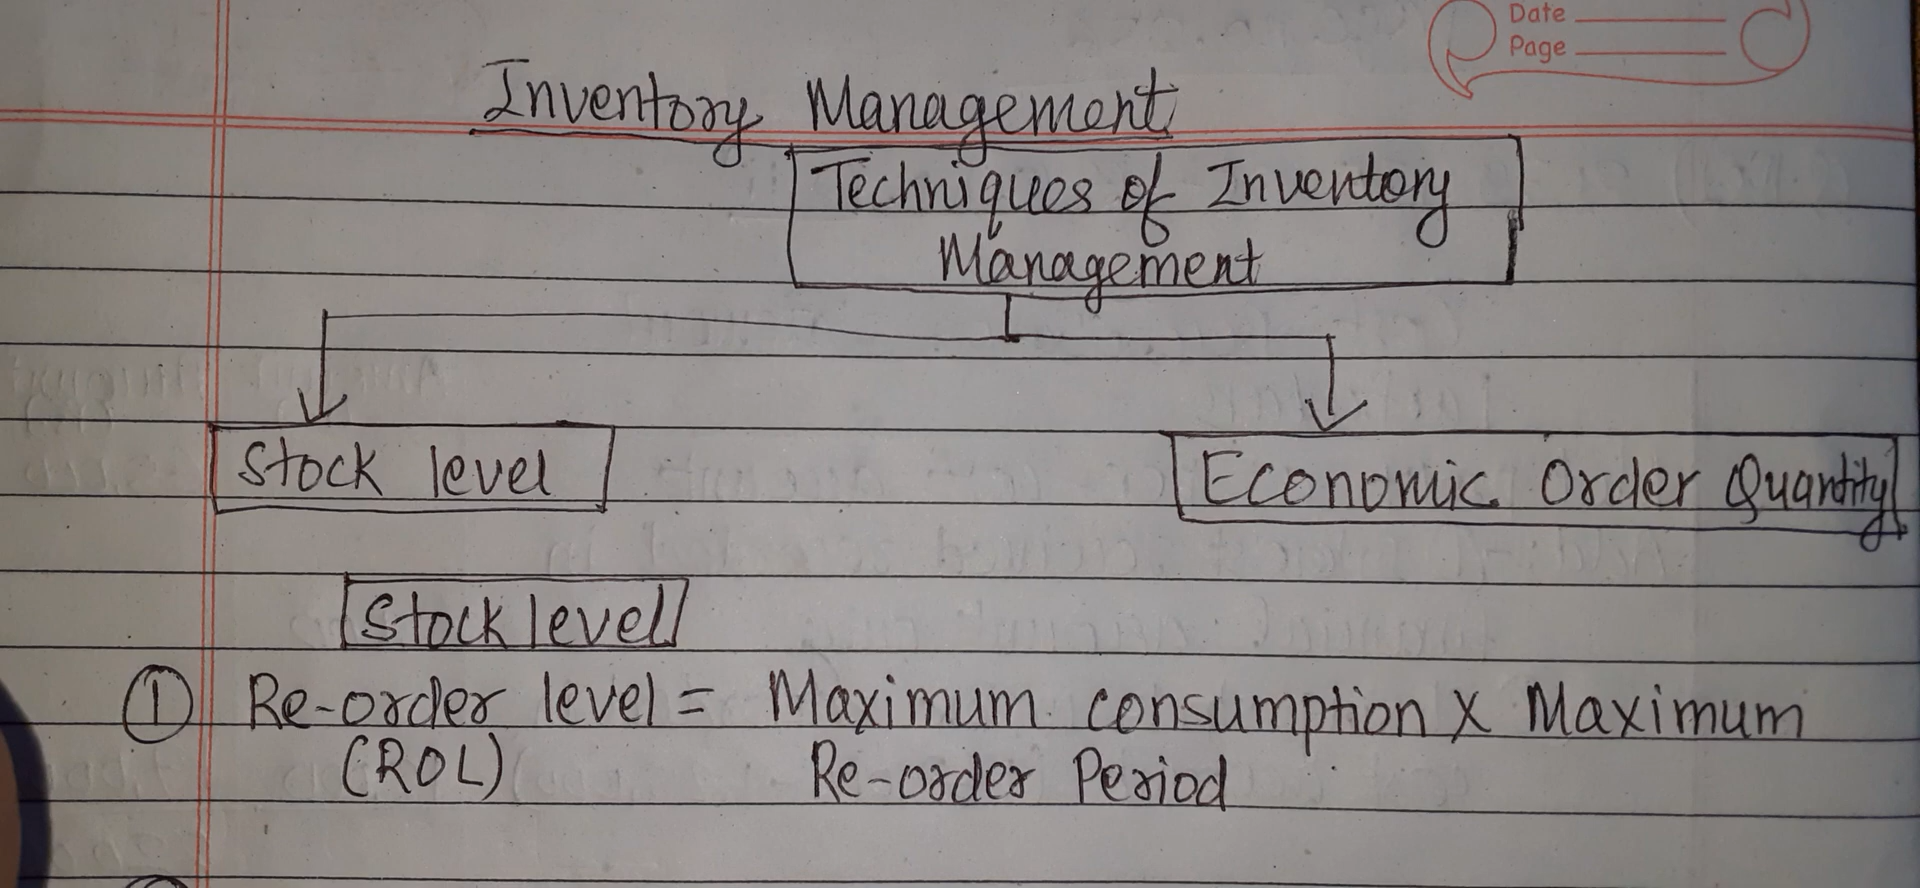 Date
Page
Inventory Management
Techniques of Inventory
Management
Stock level
Economic Order Quantity
Stock level
① Re-order level = Maximum consumption X Maximum
(ROL) Re-order Period